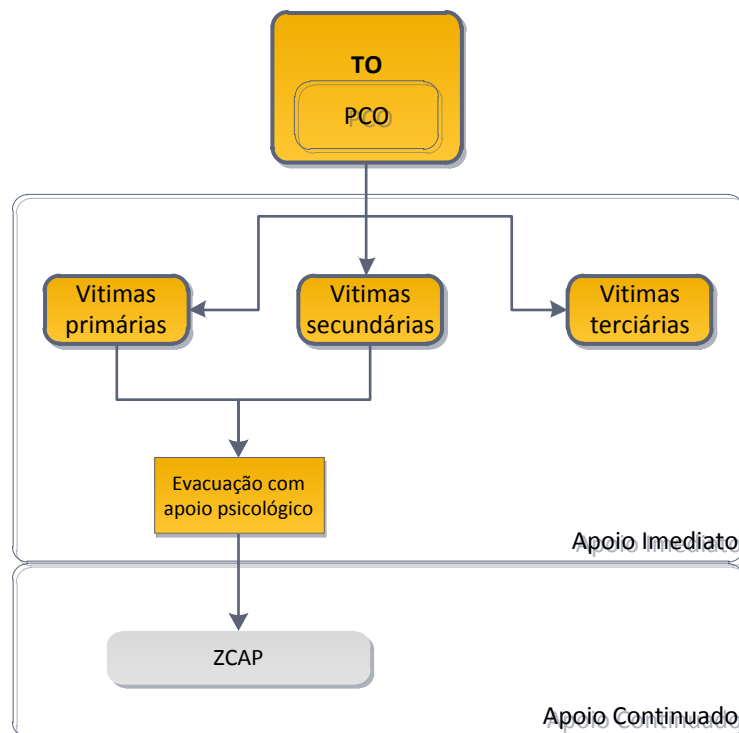 TO
PCO
Vitimas
primárias
Vitimas
secundárias
Vitimas
terciárias
Evacuação com
apoio psicológico
Apoio Imediato
ZCAP
Apoio Continuado